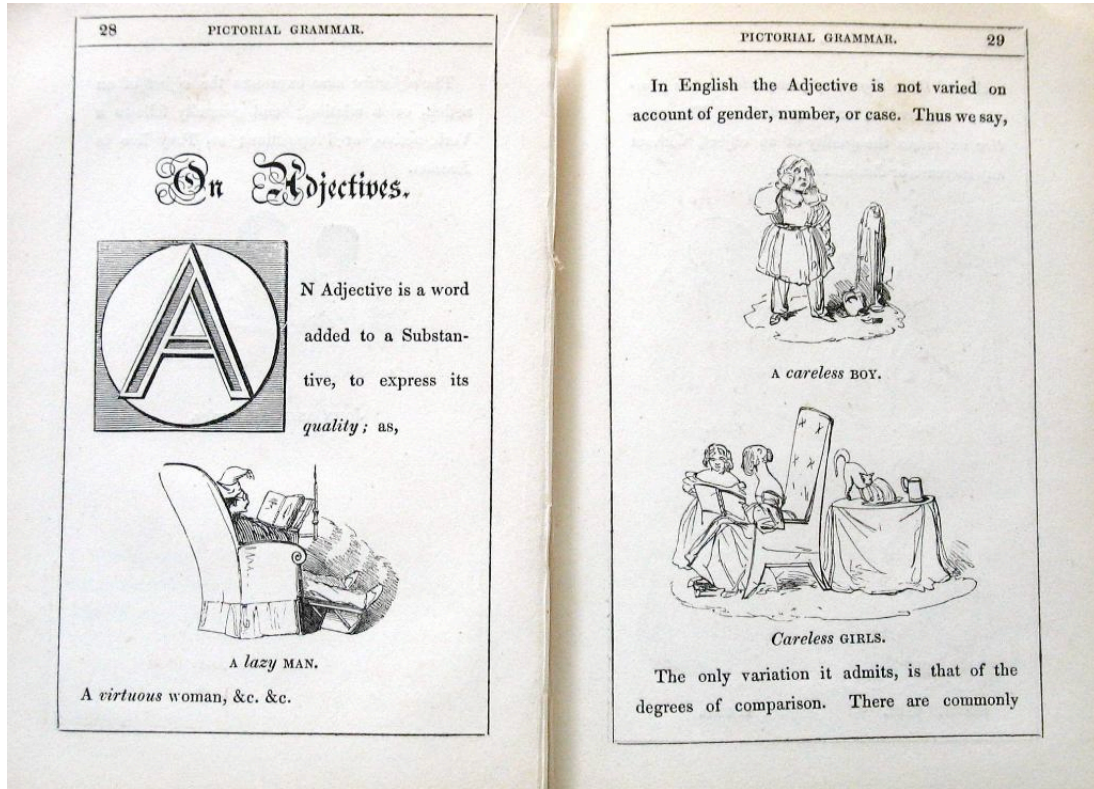 28 PICTORIAL GRAMMAR.
On Adjectives.
AN Adjective is a word
added to a Substan-
tive, to express its
quality; as,
A lazy MAN.
A virtuous woman, &c. &c.
PICTORIAL GRAMMAR. 29
In English the Adjective is not varied on
account of gender, number, or case. Thus we say,
A careless BOY.
Careless GIRLS.
The only variation it admits, is that of the
degrees of comparison. There are commonly